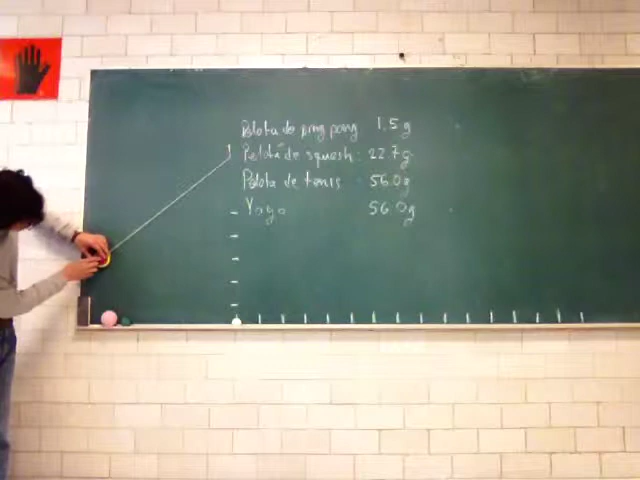 Pelota de ping pong 1.5 g
Pelota de squash 22.7 g
Pelota de tenis 56.0 g
Yoyo 56.0 g